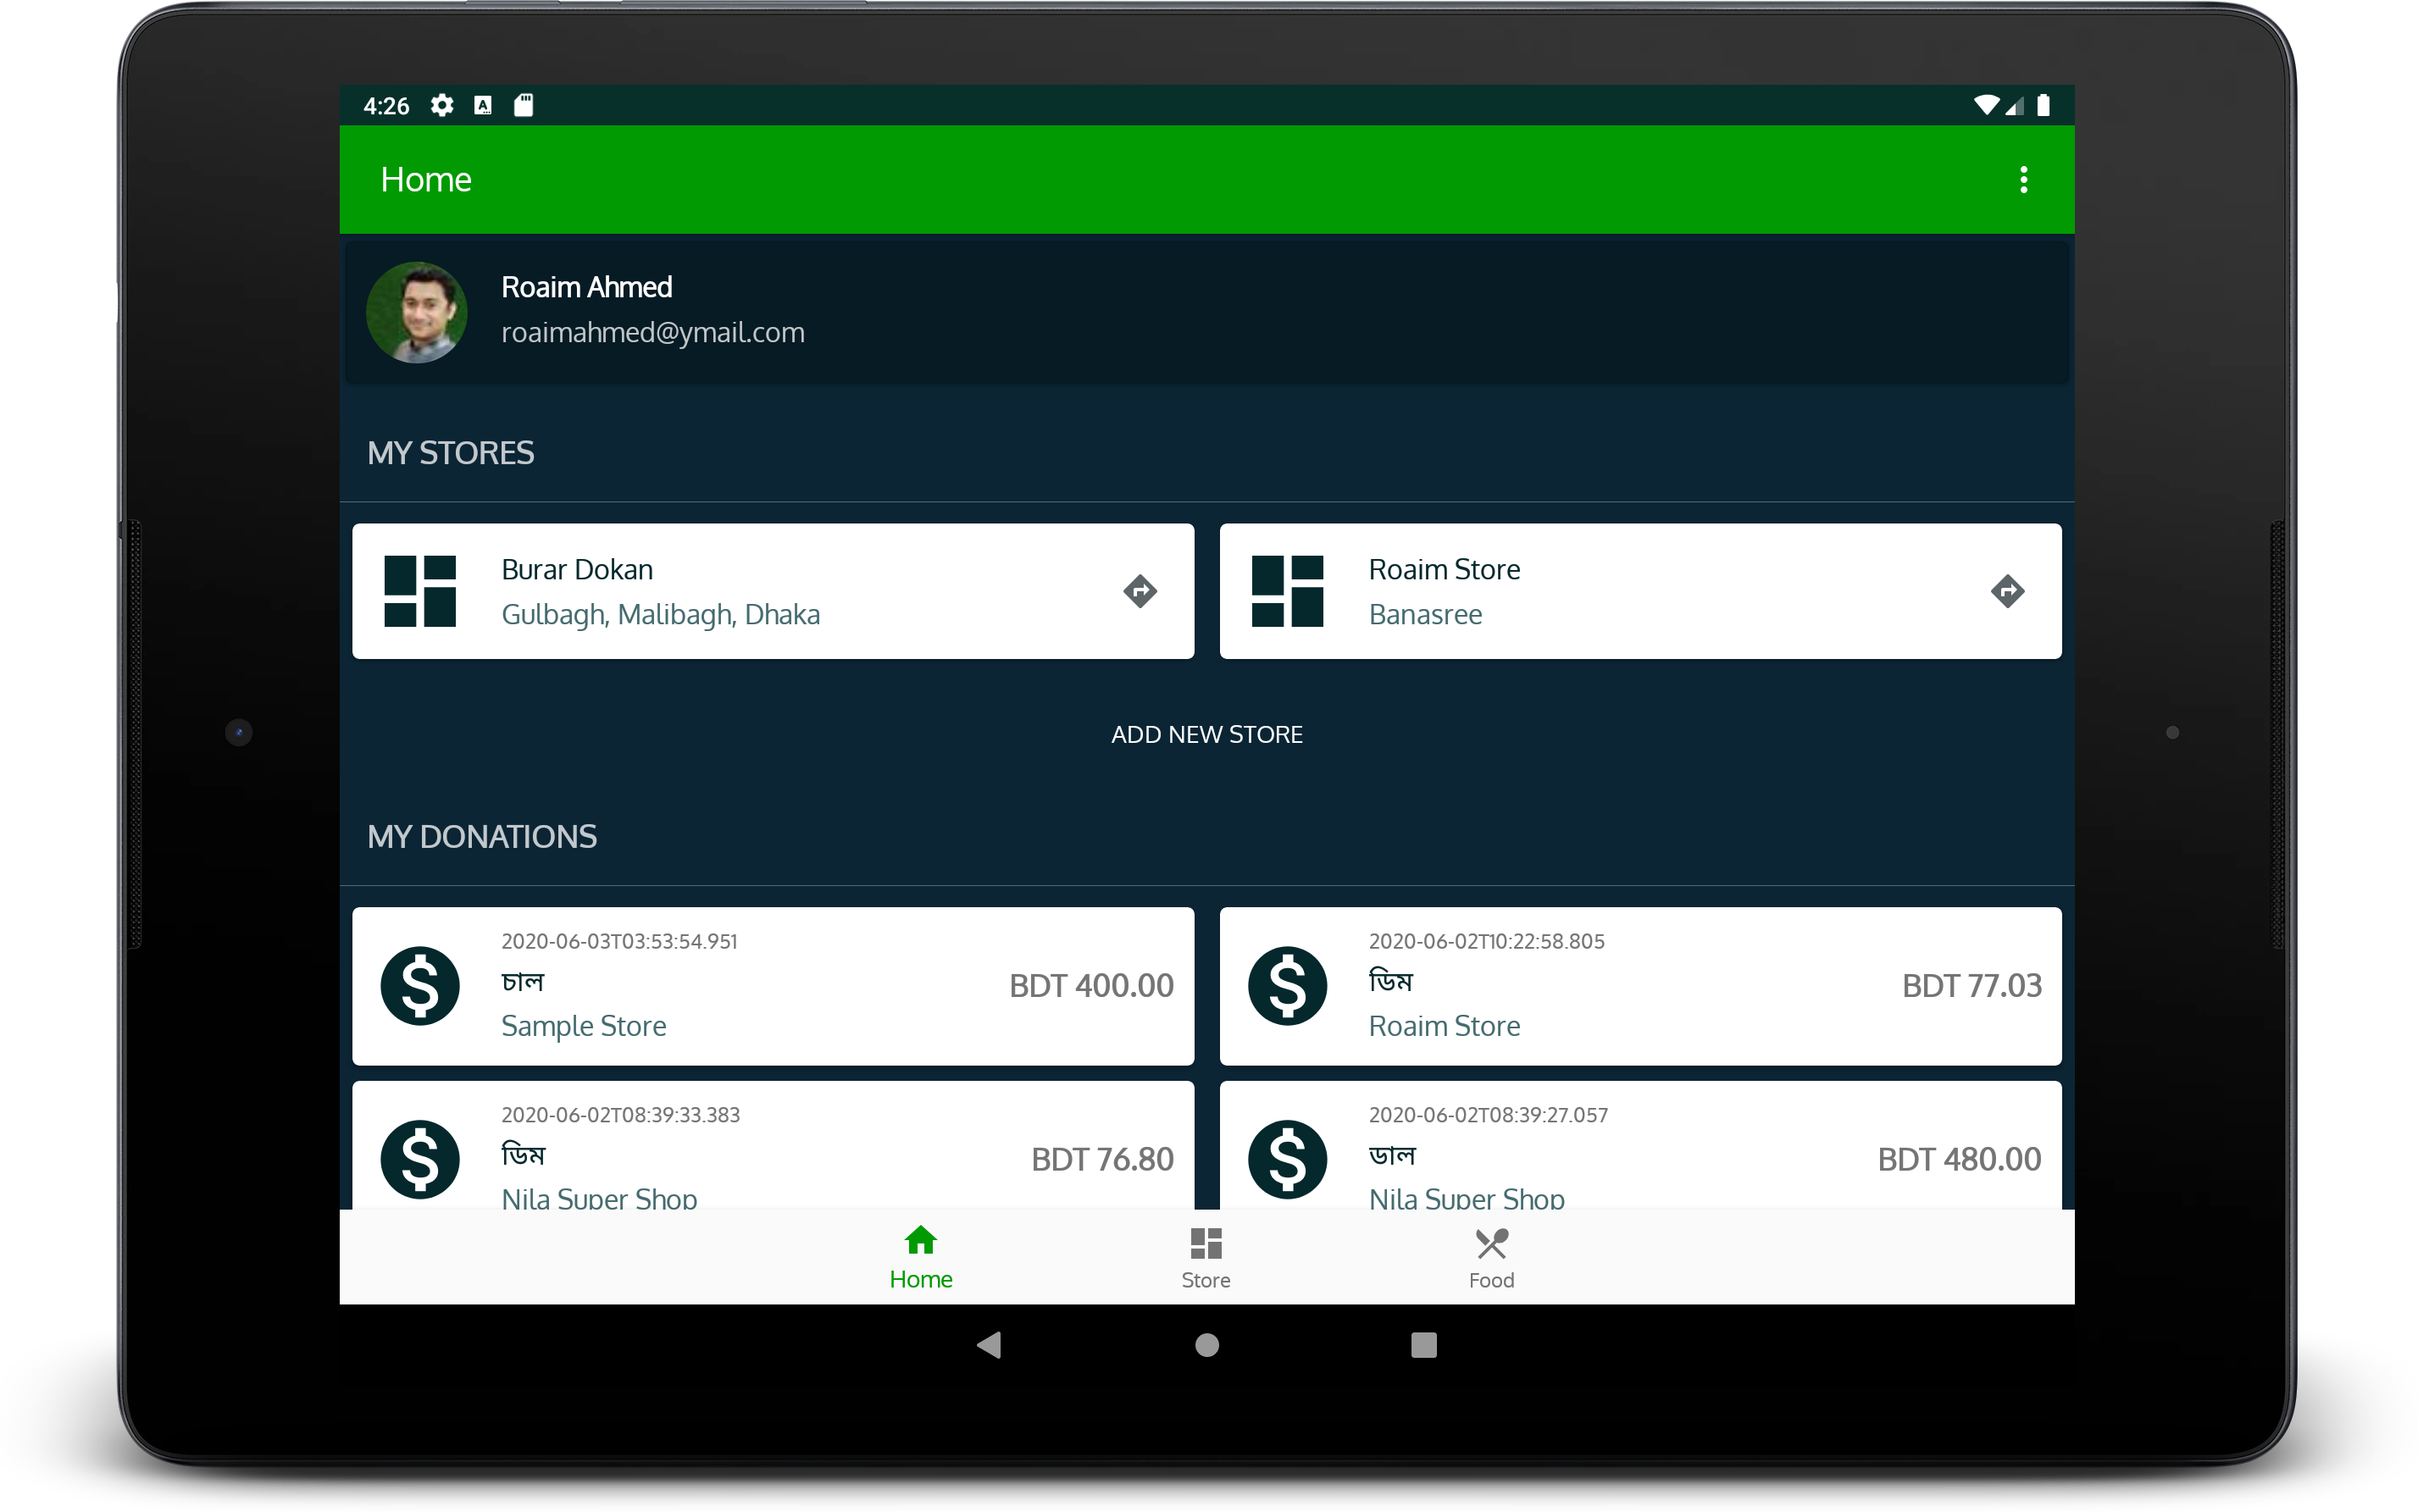 4:26
Home
Roaim Ahmed
roaimahmed@ymail.com
MY STORES
Burar Dokan
Gulbagh, Malibagh, Dhaka
Roaim Store
Banasree
ADD NEW STORE
MY DONATIONS
2020-06-03T03:53:54.951
চাল
Sample Store
BDT 400.00
2020-06-02T10:22:58.805
ডিম
Roaim Store
BDT 77.03
2020-06-02T08:39:33.383
ডিম
Nila Super Shop
BDT 76.80
2020-06-02T08:39:27.057
ডাল
Nila Super Shop
BDT 480.00
Home
Store
Food